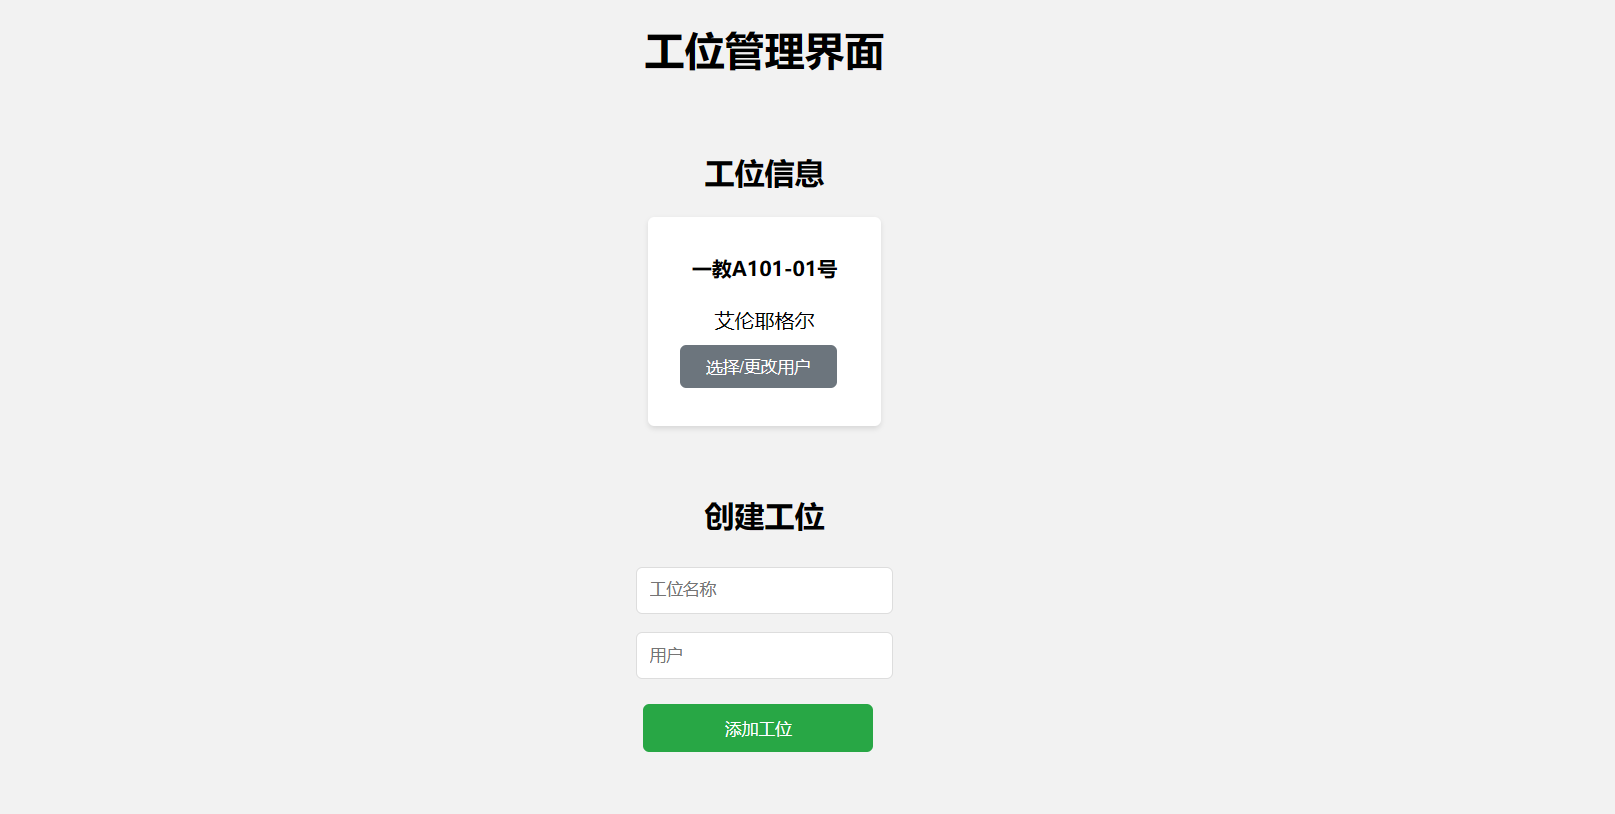 工位管理界面
工位信息
一教A101-01号
艾伦耶格尔
选择/更改用户
创建工位
工位名称
用户
添加工位